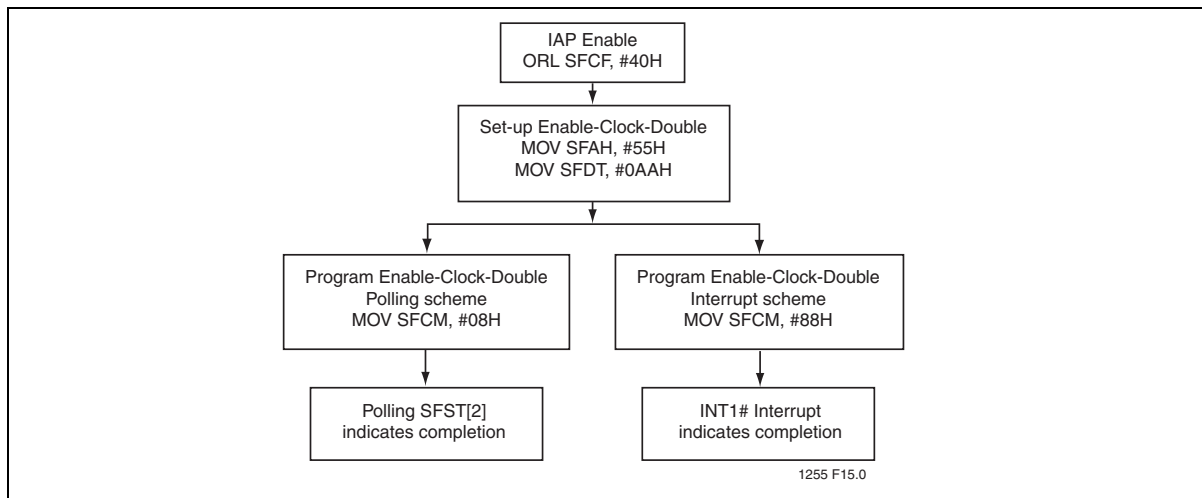 IAP Enable
ORL SFCF, #40H
Set-up Enable-Clock-Double
MOV SFAH, #55H
MOV SFDT, #0AAH
Program Enable-Clock-Double
Polling scheme
MOV SFCM, #08H
Program Enable-Clock-Double
Interrupt scheme
MOV SFCM, #88H
Polling SFST[2]
indicates completion
INT1# Interrupt
indicates completion
1255 F15.0